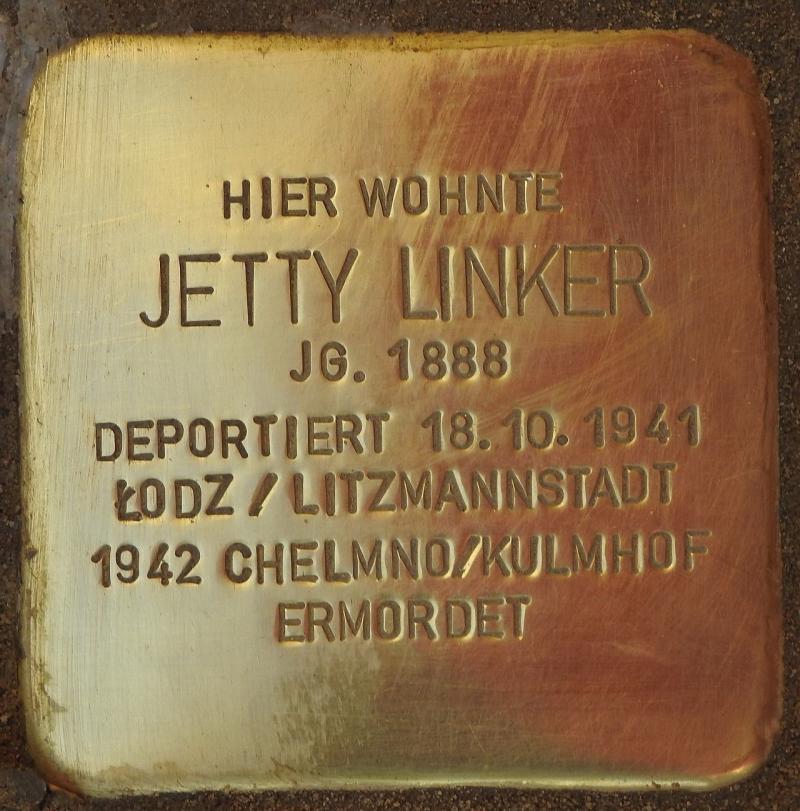 HIER WOHNTE
JETTY LINKER
JG. 1888
DEPORTIERT 18.10.1941
ŁODZ / LITZMANNSTADT
1942 CHELMNO/KULMHOF
ERMORDET